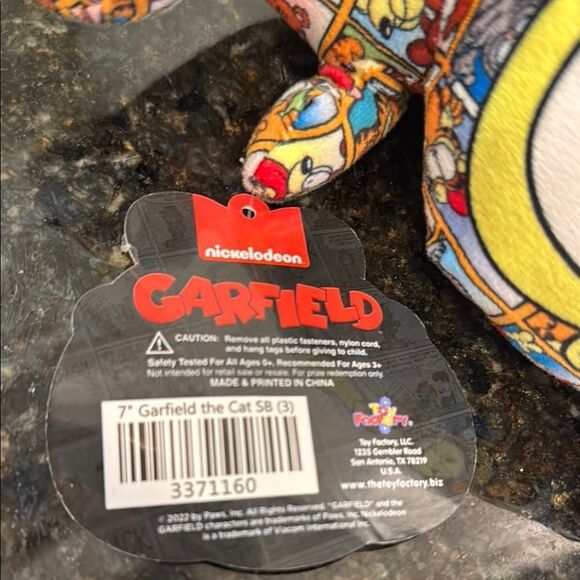 nickelodeon
GARFIELD
CAUTION: Remove all plastic fasteners, nylon cord,
and hang tags before giving to child.
Safety Tested For All Ages 0+, Recommended For Ages 3+
Not intended for retail sale or resale. For prize redemption only.
MADE & PRINTED IN CHINA
7" Garfield the Cat SB (3)
3371160
Toy Factory
Toy Factory, LLC.
1235 Gembler Road
San Antonio, TX 78219
U.S.A.
www.thetoyfactory.biz
© 2022 by Paws, Inc. All Rights Reserved. "GARFIELD" and the
GARFIELD characters are trademarks of Paws, Inc. Nickelodeon
is a trademark of Viacom International Inc.